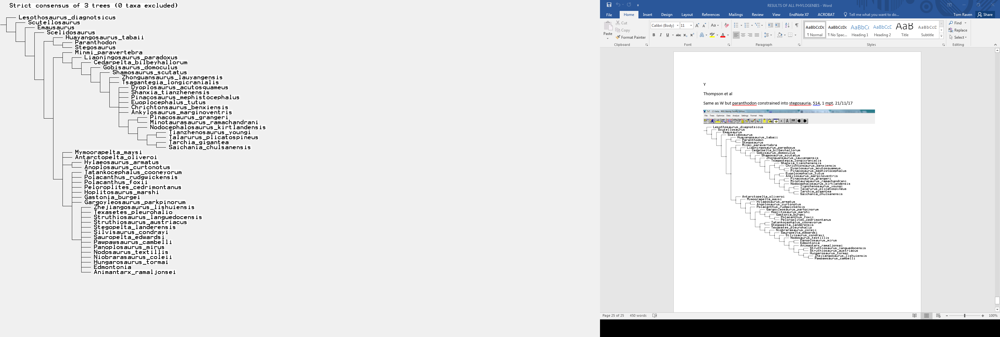 Strict consensus of 3 trees (0 taxa excluded)
Lesothosaurus_diagnotsicus
Scutellosaurus
Emausaurus
Scelidosaurus
Huayangosaurus_tabaii
Paranthodon
Stegosaurus
Minmi_paravertebra
Liaoningosaurus_paradoxus
Cedarpelta_bilbeyhallorum
Gobisaurus_domoculus
Shamosaurus_scutatus
Zhonguansaurus_lauyangensis
Tsagantegia_longicranialis
Dyoplosaurus_acutosquameus
Shanxia_tianzhenensis
Pinacosaurus_mephistocephalus
Euoplocephalus_tutus
Chrichtonsaurus_benxiensis
Ankylosaurus_marginoventris
Pinacosaurus_grangeri
Minotaurasaurus_ramachandrani
Nodocephalosaurus_kirtlandensis
Tianzhenosaurus_youngi
Talarurus_plicatospineus
Tarchia_gigantea
Saichania_chulsanensis
Mymoorapelta_maysi
Antarctopelta_oliveroi
Hylaeosaurus_armatus
Anoplosaurus_curtonotus
Tatankocephalus_cooneyorum
Polacanthus_rudgwickensis
Polacanthus_foxii
Peloroplites_cedrimontanus
Hoplitosaurus_marshi
Gastonia_burgei
Gargoyleosaurus_parkpinorum
Zhejiangosaurus_lishuiensis
Texasetes_pleurohalio
Struthiosaurus_languedocensis
Struthiosaurus_austriacus
Stegopelta_landerensis
Silvisaurus_condrayi
Sauropelta_edwardsi
Pawpawsaurus_cambelli
Panoplosaurus_mirus
Nodosaurus_textillis
Niobrarasaurus_coleii
Hungarosaurus_tormai
Edmontonia
Animantarx_ramaljonsei
RESULTS OF ALL PHYLOGENIES - Word
File Home Insert Design Layout References Mailings Review View EndNote X7 ACROBAT Tell me what you want to do... Tom Raven Share
Paste Cut Copy Format Painter
Calibri (Body) 11
AaBbCcDc AaBbCcDc AaBbCc AaBbCcE AaB AaBbCcD
¶ Normal ¶ No Spac... Heading 1 Heading 2 Title Subtitle
Find Replace Select
Clipboard Font Paragraph Styles Editing
Y
Thompson et al
Same as W but paranthodon constrained into stegosauria. 514, 1 mpt. 21/11/17
TnT - 1.5-beta - Willi Hennig Society Edition
File Trees Optimize Data Analyze Settings Format Help
Lesothosaurus_diagnotsicus
Scutellosaurus
Emausaurus
Scelidosaurus
Huayangosaurus_tabaii
Paranthodon
Stegosaurus
Minmi_paravertebra
Liaoningosaurus_paradoxus
Cedarpelta_bilbeyhallorum
Gobisaurus_domoculus
Shamosaurus_scutatus
Zhonguansaurus_lauyangensis
Tsagantegia_longicranialis
Shanxia_tianzhenensis
Chrichtonsaurus_benxiensis
Dyoplosaurus_acutosquameus
Pinacosaurus_mephistocephalus
Euoplocephalus_tutus
Ankylosaurus_marginoventris
Pinacosaurus_grangeri
Minotaurasaurus_ramachandrani
Nodocephalosaurus_kirtlandensis
Tianzhenosaurus_youngi
Talarurus_plicatospineus
Tarchia_gigantea
Saichania_chulsanensis
Antarctopelta_oliveroi
Mymoorapelta_maysi
Hylaeosaurus_armatus
Anoplosaurus_curtonotus
Polacanthus_rudgwickensis
Gargoyleosaurus_parkpinorum
Hoplitosaurus_marshi
Gastonia_burgei
Polacanthus_foxii
Peloroplites_cedrimontanus
Tatankocephalus_cooneyorum
Stegopelta_landerensis
Texasetes_pleurohalio
Niobrarasaurus_coleii
Sauropelta_edwardsi
Silvisaurus_condrayi
Nodosaurus_textillis
Panoplosaurus_mirus
Edmontonia
Animantarx_ramaljonsei
Struthiosaurus_languedocensis
Struthiosaurus_austriacus
Hungarosaurus_tormai
Zhejiangosaurus_lishuiensis
Pawpawsaurus_cambelli
Page 25 of 25 450 words 100%